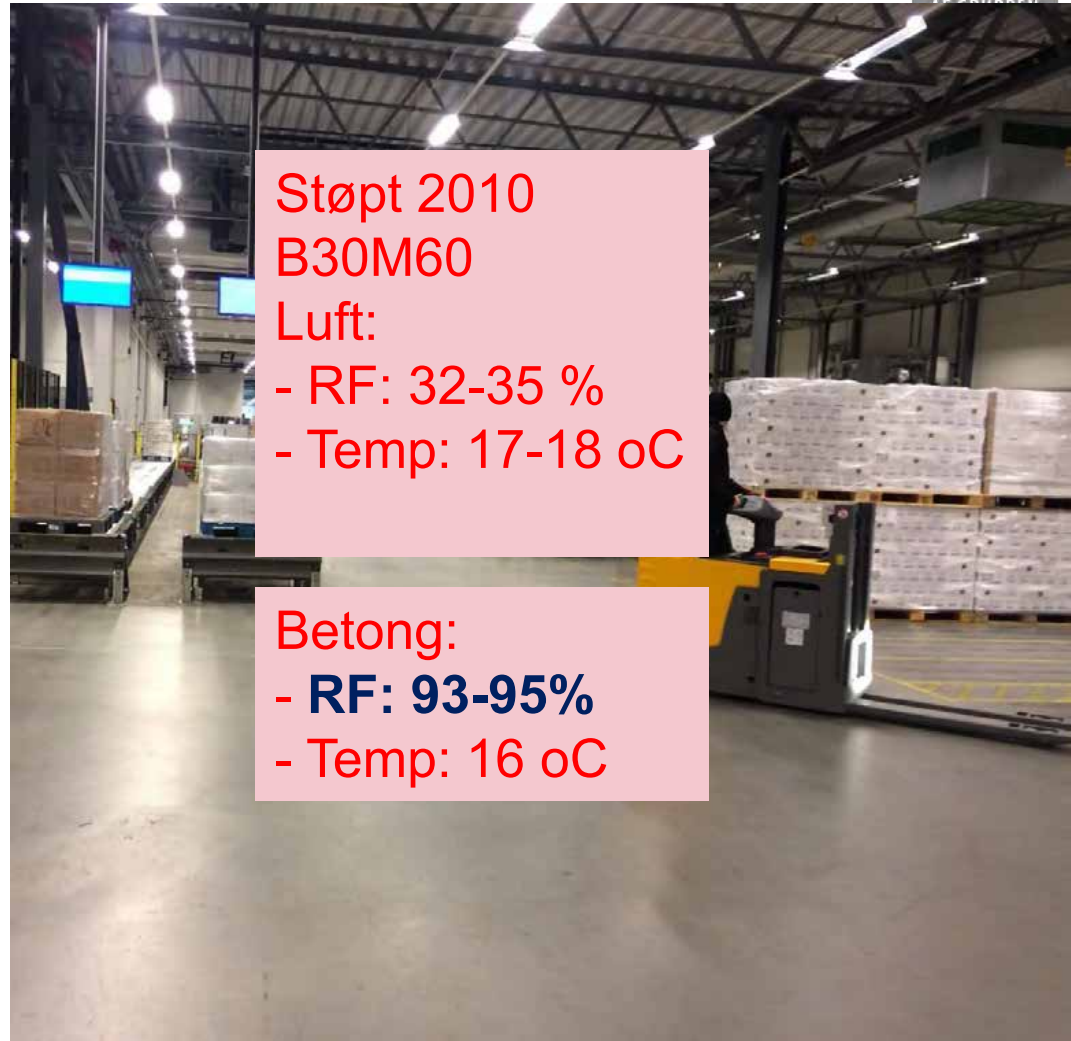 Støpt 2010
B30M60
Luft:
- RF: 32-35 %
- Temp: 17-18 oC
Betong:
- RF: 93-95%
- Temp: 16 oC